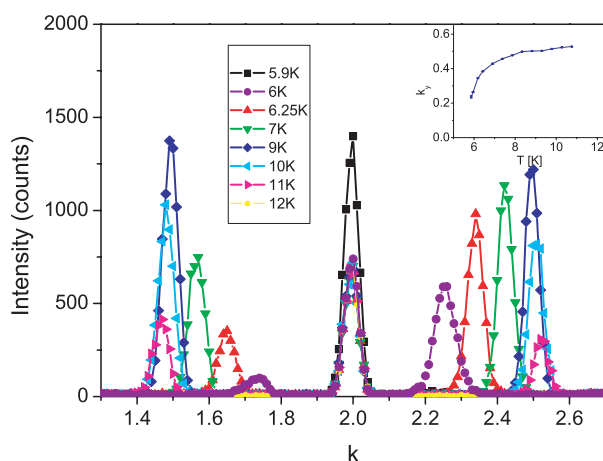 2000
1500
1000
500
0
Intensity (counts)
1.4 1.6 1.8 2.0 2.2 2.4 2.6
k
5.9K
6K
6.25K
7K
9K
10K
11K
12K
0.6
0.4
0.2
0.0
ky
6 8 10 12
T [K]